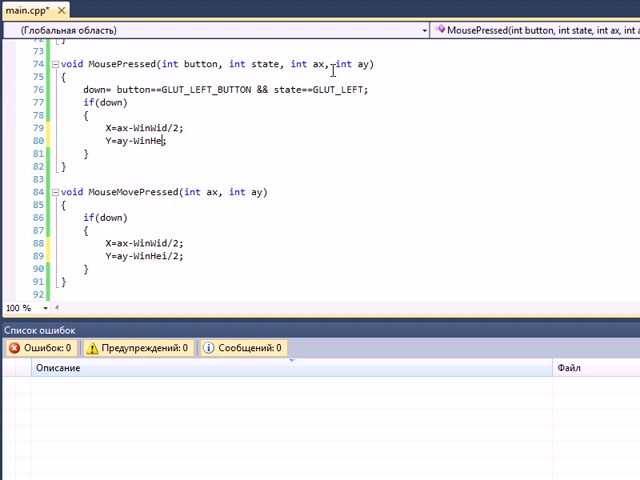 main.cpp*
(Глобальная область)
MousePressed(int button, int state, int ax, int a
72 }
73
74 void MousePressed(int button, int state, int ax, int ay)
75 {
76 down= button==GLUT_LEFT_BUTTON && state==GLUT_LEFT;
77 if(down)
78 {
79 X=ax-WinWid/2;
80 Y=ay-WinHe;
81 }
82 }
83
84 void MouseMovePressed(int ax, int ay)
85 {
86 if(down)
87 {
88 X=ax-WinWid/2;
89 Y=ay-WinHei/2;
90 }
91 }
92
100 %
Список ошибок
Ошибок: 0 Предупреждений: 0 Сообщений: 0
Описание Файл